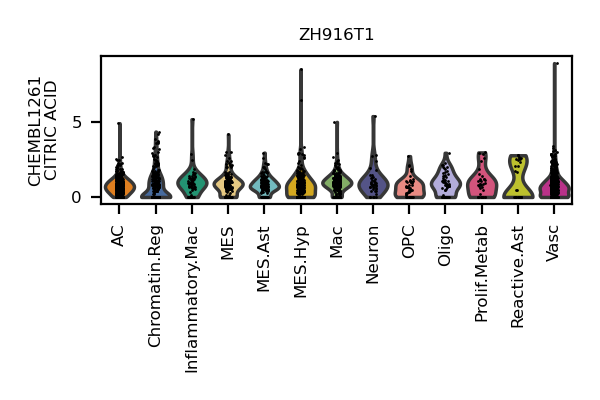 ZH916T1
CHEMBL1261
CITRIC ACID
5
0
AC
Chromatin.Reg
Inflammatory.Mac
MES
MES.Ast
MES.Hyp
Mac
Neuron
OPC
Oligo
Prolif.Metab
Reactive.Ast
Vasc